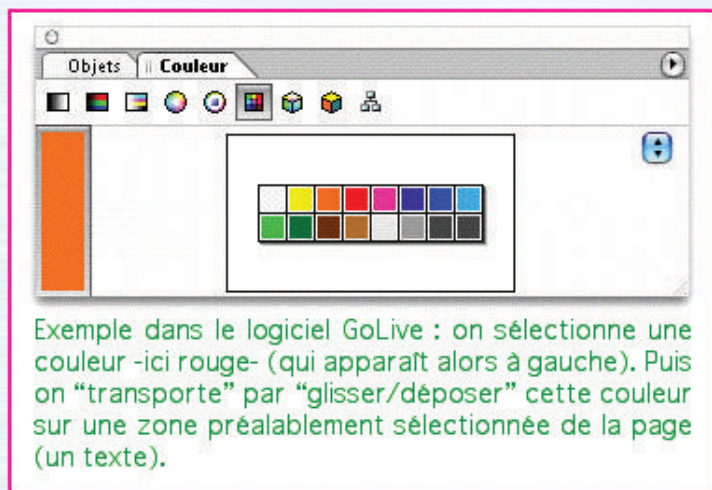 Objets
Couleur
Exemple dans le logiciel GoLive : on sélectionne une
couleur -ici rouge- (qui apparaît alors à gauche). Puis
on “transporte” par “glisser/déposer” cette couleur
sur une zone préalablement sélectionnée de la page
(un texte).